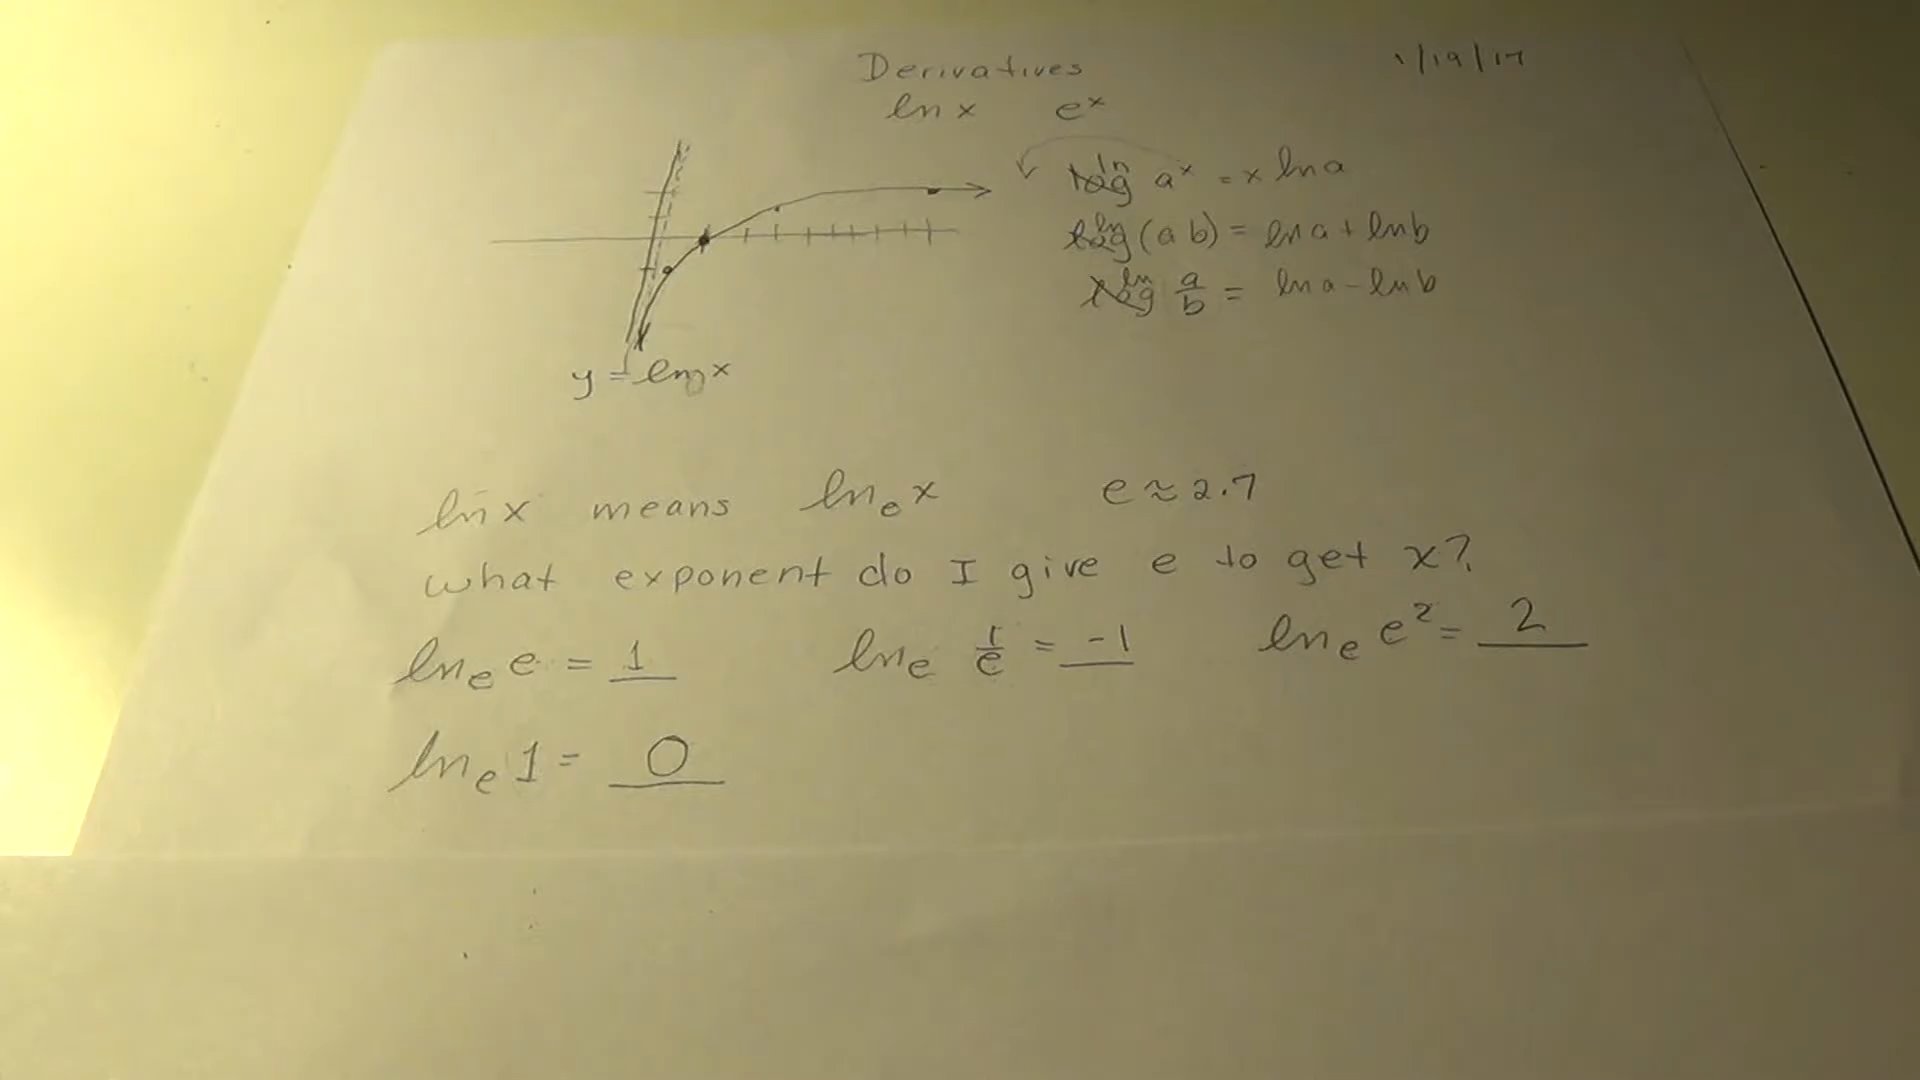 Derivatives 1/19/17
ln x e^x
ln a^x = x ln a
ln (a b) = ln a + ln b
ln a/b = ln a - ln b
y = ln x
ln x means ln_e x e ≈ 2.7
what exponent do I give e to get x?
ln_e e = 1 ln_e 1/e = -1 ln_e e^2 = 2
ln_e 1 = 0